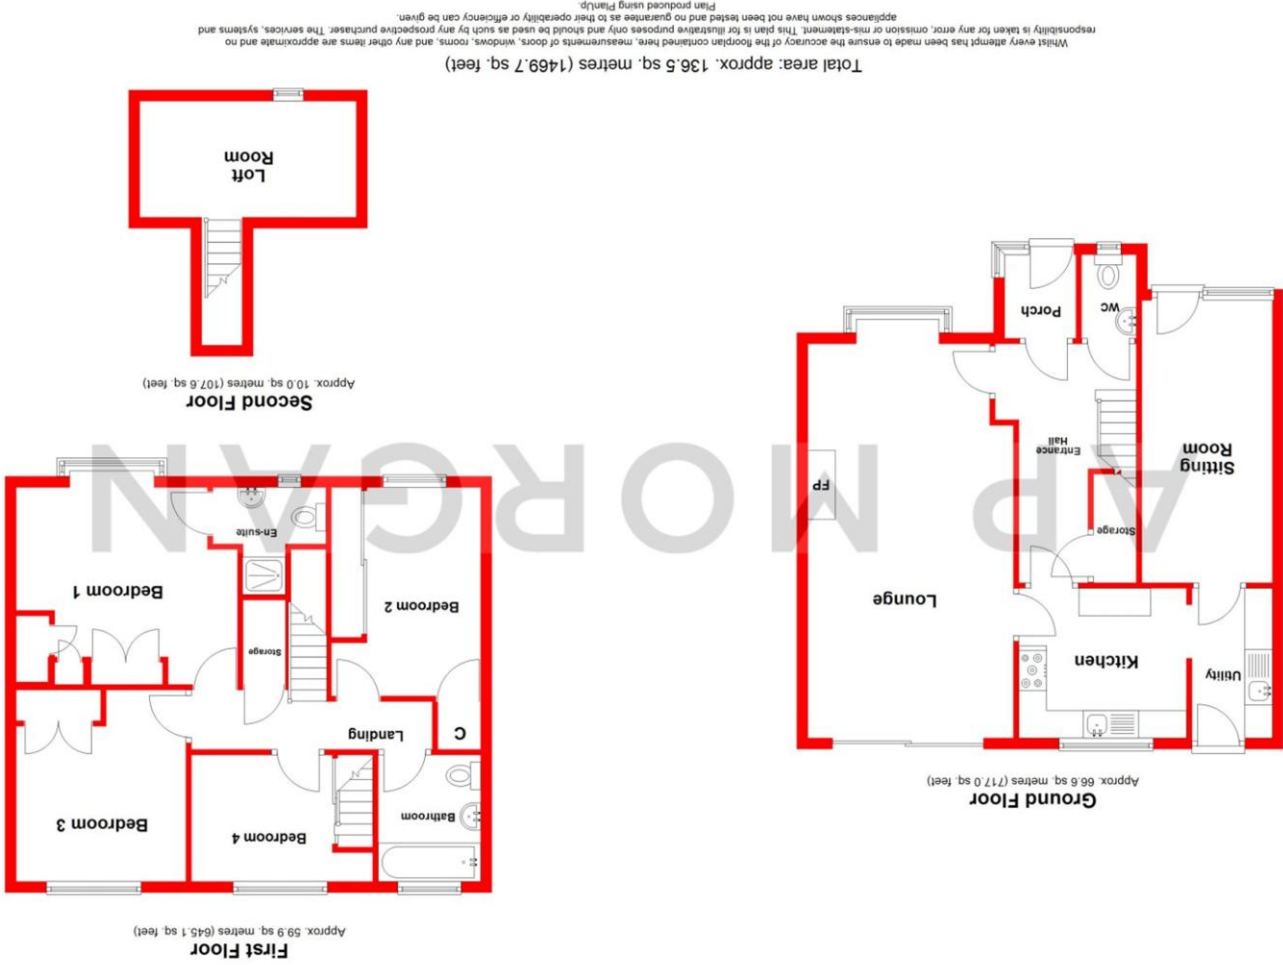 Ground Floor
Approx. 66.6 sq. metres (717.0 sq. feet)
Utility
Kitchen
Lounge
Storage
Sitting
Room
Entrance
Hall
FP
WC
Porch
First Floor
Approx. 59.9 sq. metres (645.1 sq. feet)
Bathroom
Bedroom 4
Bedroom 3
C
Landing
Storage
Bedroom 2
Bedroom 1
En-suite
Second Floor
Approx. 10.0 sq. metres (107.6 sq. feet)
Loft
Room
AP MORGAN
Total area: approx. 136.5 sq. metres (1469.7 sq. feet)
Whilst every attempt has been made to ensure the accuracy of the floorplan contained here, measurements of doors, windows, rooms, and any other items are approximate and no
responsibility is taken for any error, omission or mis-statement. This plan is for illustrative purposes only and should be used as such by any prospective purchaser. The services, systems and
appliances shown have not been tested and no guarantee as to their operability or efficiency can be given.
Plan produced using PlanUp.